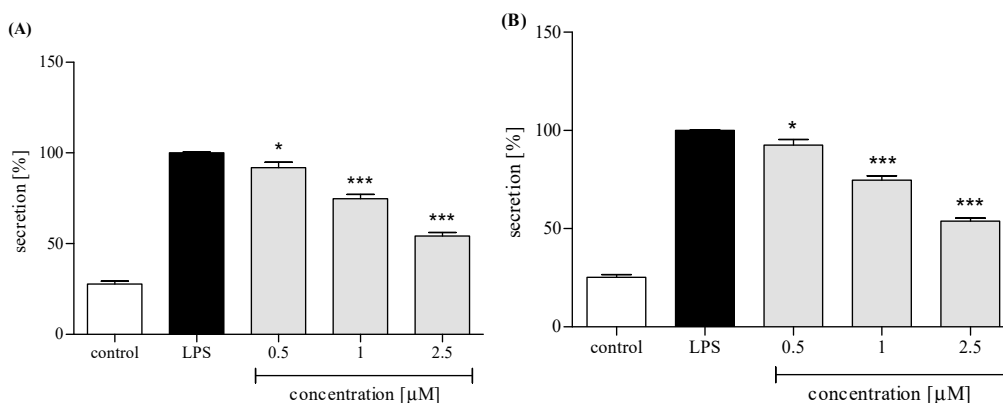 (A)
secretion [%]
150
100
50
0
*
***
***
control LPS 0.5 1 2.5
concentration [µM]
(B)
secretion [%]
150
100
50
0
*
***
***
control LPS 0.5 1 2.5
concentration [µM]